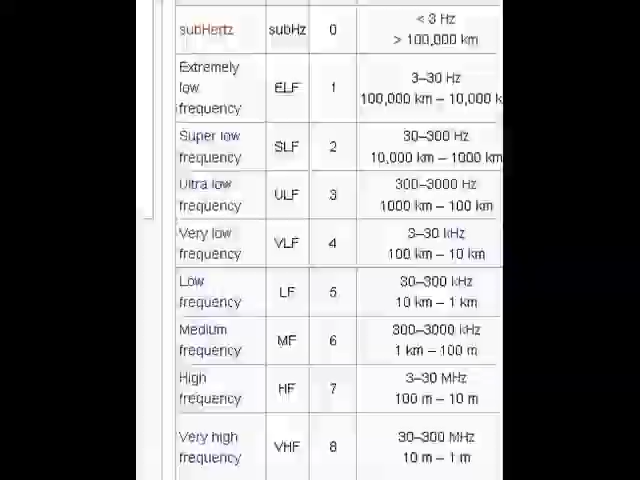 subHertz subHz 0 < 3 Hz
> 100,000 km
Extremely
low
frequency ELF 1 3–30 Hz
100,000 km – 10,000 k
Super low
frequency SLF 2 30–300 Hz
10,000 km – 1000 km
Ultra low
frequency ULF 3 300–3000 Hz
1000 km – 100 km
Very low
frequency VLF 4 3–30 kHz
100 km – 10 km
Low
frequency LF 5 30–300 kHz
10 km – 1 km
Medium
frequency MF 6 300–3000 kHz
1 km – 100 m
High
frequency HF 7 3–30 MHz
100 m – 10 m
Very high
frequency VHF 8 30–300 MHz
10 m – 1 m